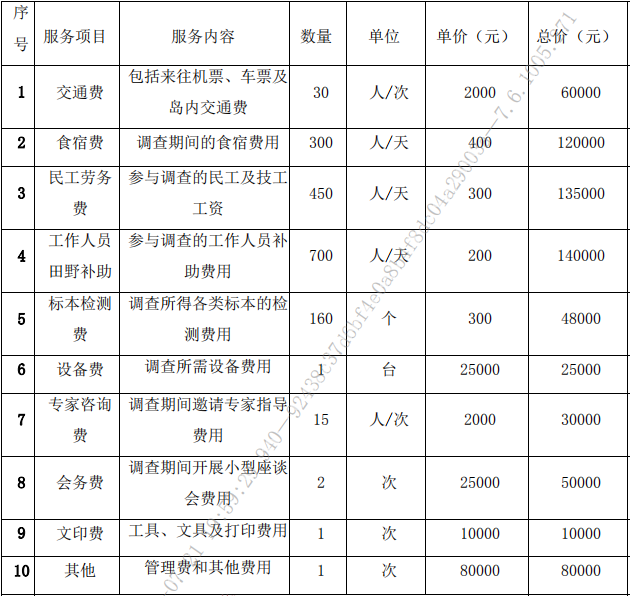 序号 服务项目 服务内容 数量 单位 单价（元） 总价（元）
1 交通费 包括来往机票、车票及岛内交通费 30 人/次 2000 60000
2 食宿费 调查期间的食宿费用 300 人/天 400 120000
3 民工劳务费 参与调查的民工及技工工资 450 人/天 300 135000
4 工作人员田野补助 参与调查的工作人员补助费用 700 人/天 200 140000
5 标本检测费 调查所得各类标本的检测费用 160 个 300 48000
6 设备费 调查所需设备费用 1 台 25000 25000
7 专家咨询费 调查期间邀请专家指导费用 15 人/次 2000 30000
8 会务费 调查期间开展小型座谈会费用 2 次 25000 50000
9 文印费 工具、文具及打印费用 1 次 10000 10000
10 其他 管理费和其他费用 1 次 80000 80000